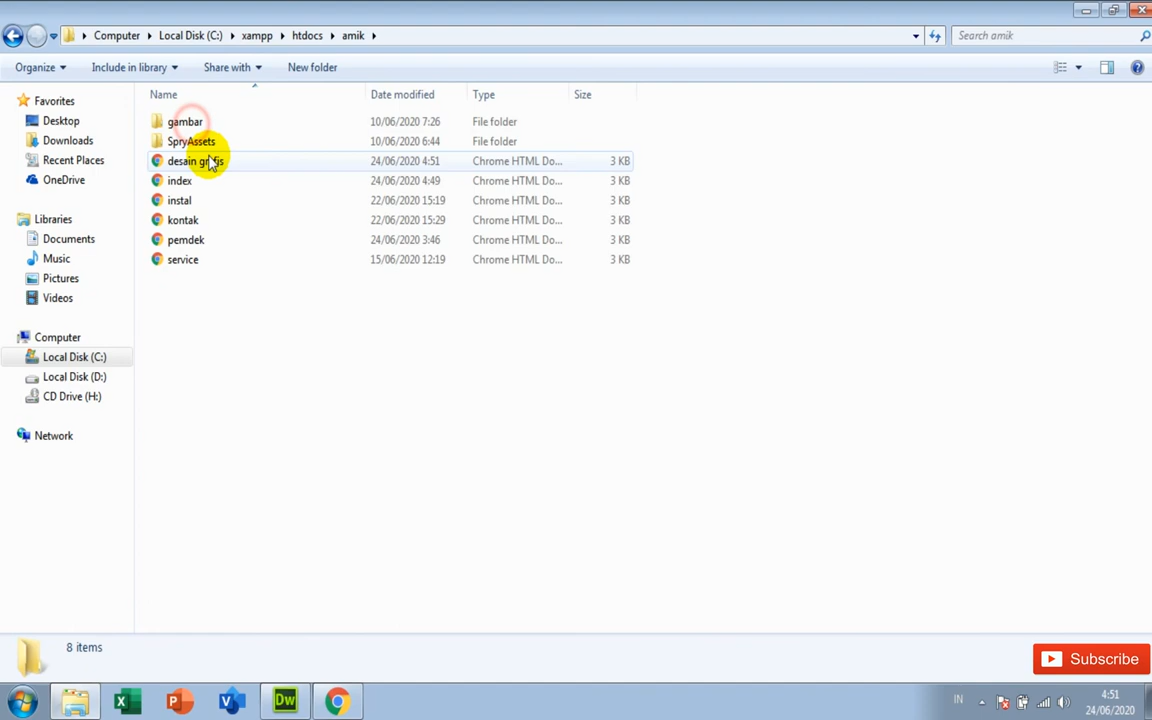 Computer Local Disk (C:) xampp htdocs amik
Search amik
Organize Include in library Share with New folder
Name Date modified Type Size
Favorites
Desktop
Downloads
Recent Places
OneDrive
Libraries
Documents
Music
Pictures
Videos
Computer
Local Disk (C:)
Local Disk (D:)
CD Drive (H:)
Network
gambar 10/06/2020 7:26 File folder
SpryAssets 10/06/2020 6:44 File folder
desain grafis 24/06/2020 4:51 Chrome HTML Do... 3 KB
index 24/06/2020 4:49 Chrome HTML Do... 3 KB
instal 22/06/2020 15:19 Chrome HTML Do... 3 KB
kontak 22/06/2020 15:29 Chrome HTML Do... 3 KB
pemdek 24/06/2020 3:46 Chrome HTML Do... 3 KB
service 15/06/2020 12:19 Chrome HTML Do... 3 KB
8 items
Subscribe
Dw
IN
4:51
24/06/2020